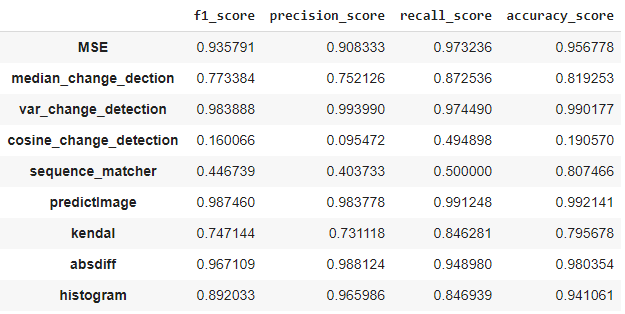 f1_score precision_score recall_score accuracy_score
MSE 0.935791 0.908333 0.973236 0.956778
median_change_dection 0.773384 0.752126 0.872536 0.819253
var_change_detection 0.983888 0.993990 0.974490 0.990177
cosine_change_detection 0.160066 0.095472 0.494898 0.190570
sequence_matcher 0.446739 0.403733 0.500000 0.807466
predictImage 0.987460 0.983778 0.991248 0.992141
kendal 0.747144 0.731118 0.846281 0.795678
absdiff 0.967109 0.988124 0.948980 0.980354
histogram 0.892033 0.965986 0.846939 0.941061